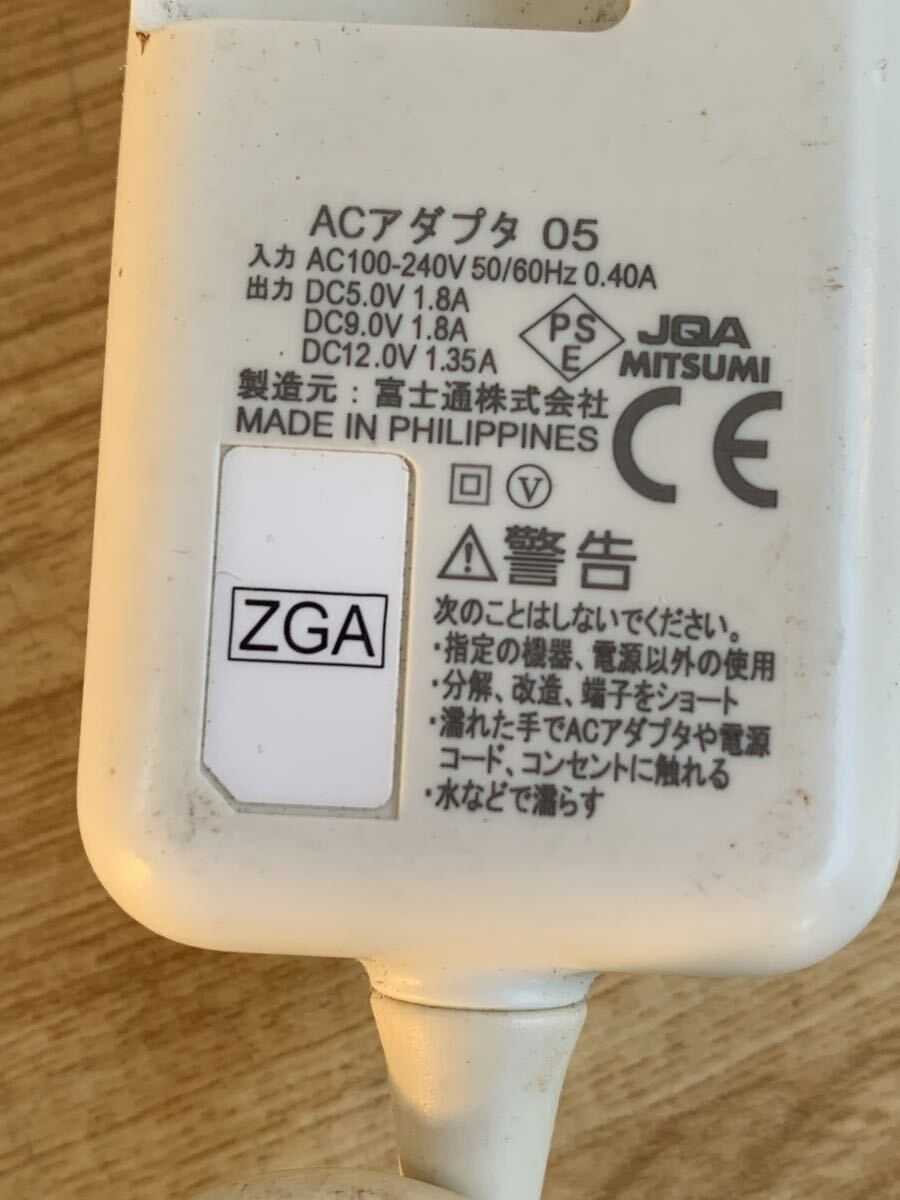 ACアダプタ 05
入力 AC100-240V 50/60Hz 0.40A
出力 DC5.0V 1.8A
DC9.0V 1.8A
DC12.0V 1.35A
PS
E
JQA
MITSUMI
製造元：富士通株式会社
MADE IN PHILIPPINES
CE
V
ZGA
警告
次のことはしないでください。
・指定の機器、電源以外の使用
・分解、改造、端子をショート
・濡れた手でACアダプタや電源
コード、コンセントに触れる
・水などで濡らす